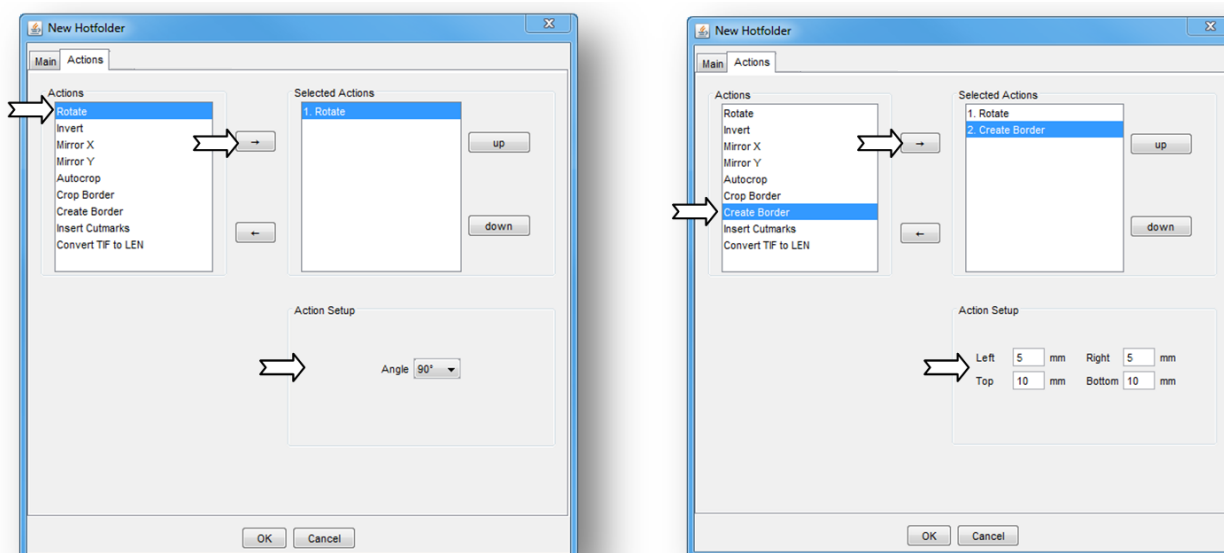 New Hotfolder
Main Actions
Actions
Rotate
Invert
Mirror X
Mirror Y
Autocrop
Crop Border
Create Border
Insert Cutmarks
Convert TIF to LEN
→
←
Selected Actions
1. Rotate
up
down
Action Setup
Angle 90°
OK Cancel
New Hotfolder
Main Actions
Actions
Rotate
Invert
Mirror X
Mirror Y
Autocrop
Crop Border
Create Border
Insert Cutmarks
Convert TIF to LEN
→
←
Selected Actions
1. Rotate
2. Create Border
up
down
Action Setup
Left 5 mm Right 5 mm
Top 10 mm Bottom 10 mm
OK Cancel